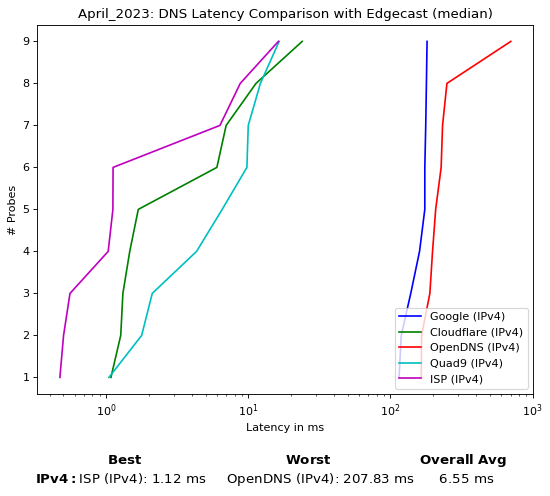 April_2023: DNS Latency Comparison with Edgecast (median)
9
8
7
6
5
4
3
2
1
# Probes
10⁰ 10¹ 10² 10³
Latency in ms
Google (IPv4)
Cloudflare (IPv4)
OpenDNS (IPv4)
Quad9 (IPv4)
ISP (IPv4)
Best Worst Overall Avg
IPv4: ISP (IPv4): 1.12 ms OpenDNS (IPv4): 207.83 ms 6.55 ms